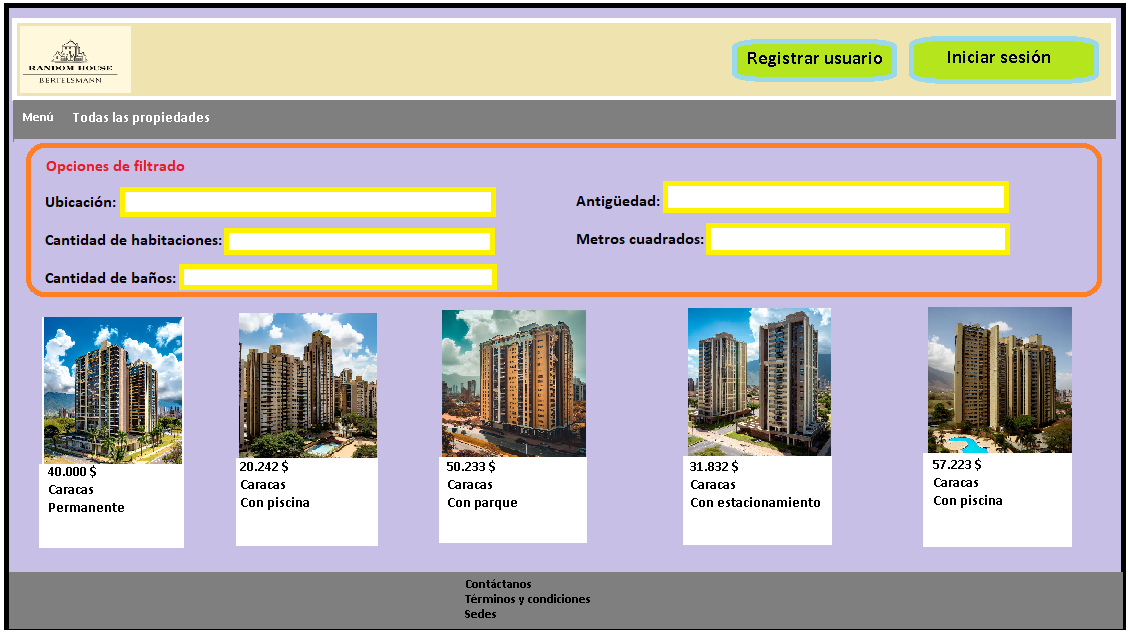 RANDOM HOUSE
BERTELSMANN
Registrar usuario
Iniciar sesión
Menú
Todas las propiedades
Opciones de filtrado
Ubicación:
Antigüedad:
Cantidad de habitaciones:
Metros cuadrados:
Cantidad de baños:
40.000 $
Caracas
Permanente
20.242 $
Caracas
Con piscina
50.233 $
Caracas
Con parque
31.832 $
Caracas
Con estacionamiento
57.223 $
Caracas
Con piscina
Contáctanos
Términos y condiciones
Sedes